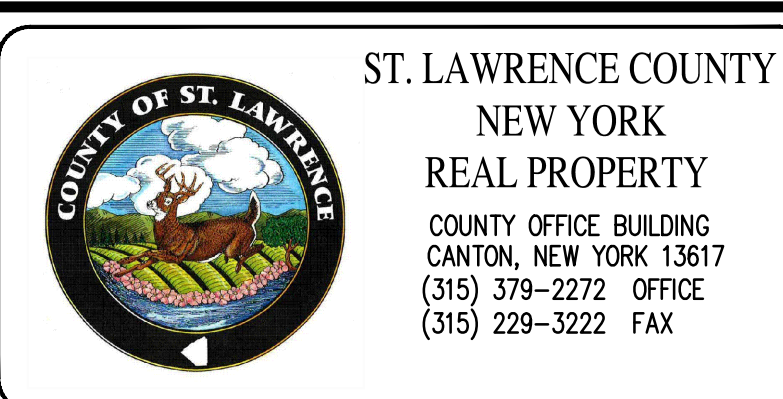 COUNTY OF ST. LAWRENCE
ST. LAWRENCE COUNTY
NEW YORK
REAL PROPERTY
COUNTY OFFICE BUILDING
CANTON, NEW YORK 13617
(315) 379-2272 OFFICE
(315) 229-3222 FAX